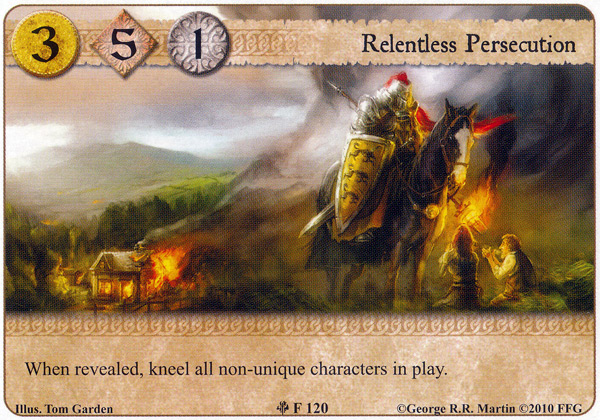 3 5 1 Relentless Persecution
When revealed, kneel all non-unique characters in play.
Illus. Tom Garden F 120 ©George R.R. Martin ©2010 FFG